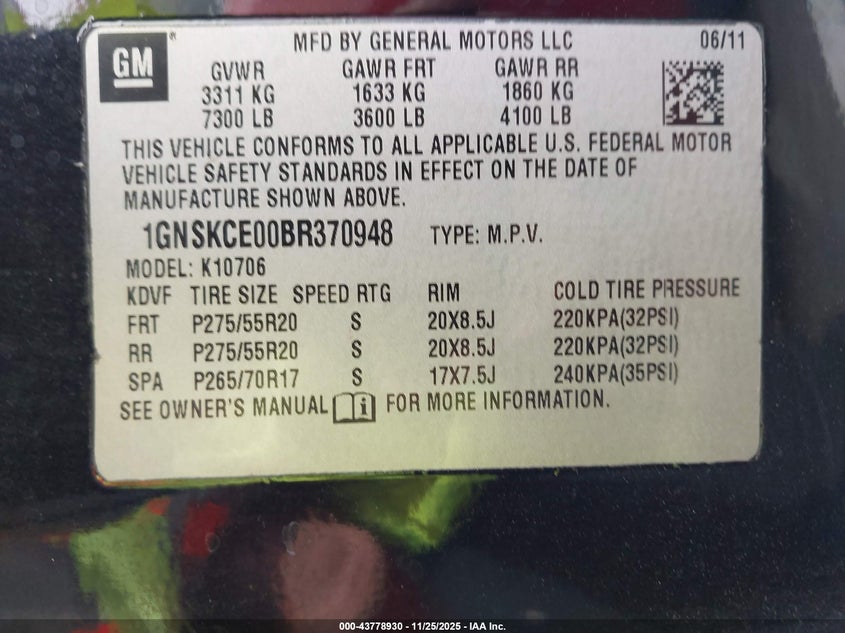 GM ® MFD BY GENERAL MOTORS LLC 06/11
GVWR GAWR FRT GAWR RR
3311 KG 1633 KG 1860 KG
7300 LB 3600 LB 4100 LB
THIS VEHICLE CONFORMS TO ALL APPLICABLE U.S. FEDERAL MOTOR
VEHICLE SAFETY STANDARDS IN EFFECT ON THE DATE OF
MANUFACTURE SHOWN ABOVE.
1GNSKCE00BR370948 TYPE: M.P.V.
MODEL: K10706
KDVF TIRE SIZE SPEED RTG RIM COLD TIRE PRESSURE
FRT P275/55R20 S 20X8.5J 220KPA(32PSI)
RR P275/55R20 S 20X8.5J 220KPA(32PSI)
SPA P265/70R17 S 17X7.5J 240KPA(35PSI)
SEE OWNER'S MANUAL i FOR MORE INFORMATION.
000-43778930 - 11/25/2025 - IAA Inc.